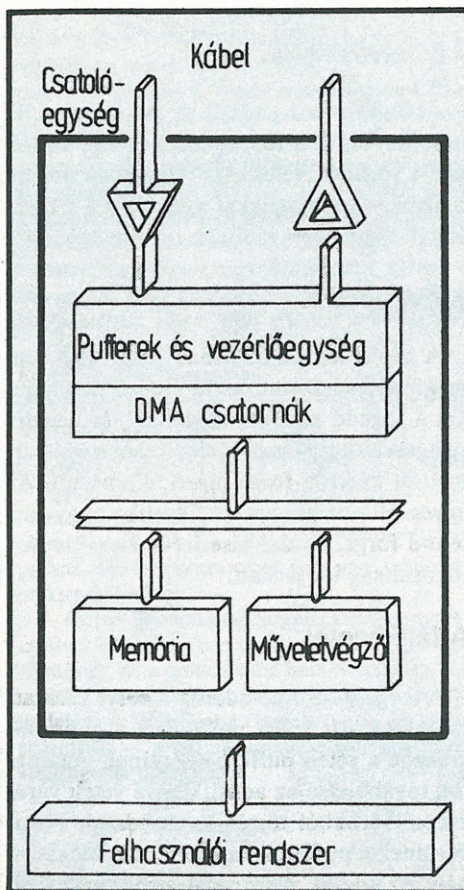 Kábel
Csatoló-
egység
Pufferek és vezérlőegység
DMA csatornák
Memória
Műveletvégző
Felhasználói rendszer